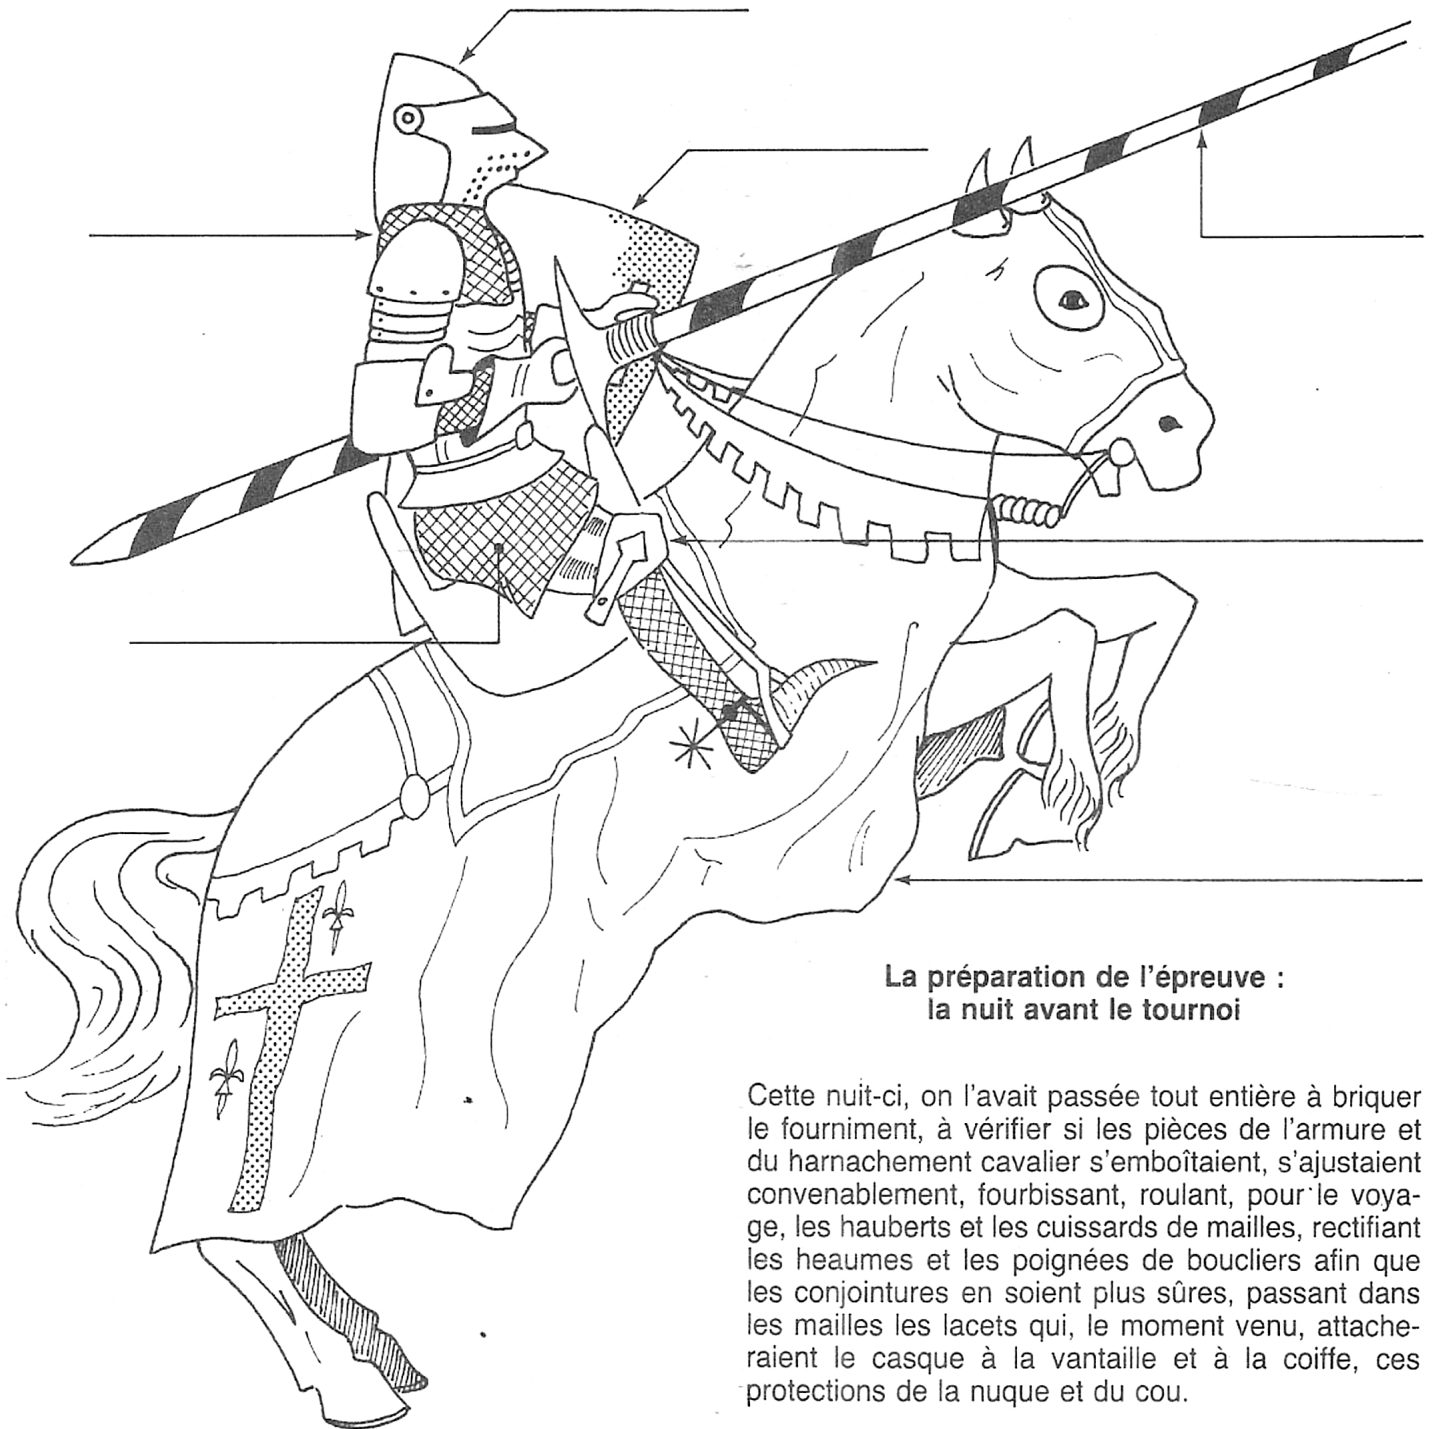 La préparation de l'épreuve :
la nuit avant le tournoi
Cette nuit-ci, on l'avait passée tout entière à briquer
le fourniment, à vérifier si les pièces de l'armure et
du harnachement cavalier s'emboîtaient, s'ajustaient
convenablement, fourbissant, roulant, pour le voya-
ge, les hauberts et les cuissards de mailles, rectifiant
les heaumes et les poignées de boucliers afin que
les conjointures en soient plus sûres, passant dans
les mailles les lacets qui, le moment venu, attache-
raient le casque à la vantaille et à la coiffe, ces
protections de la nuque et du cou.